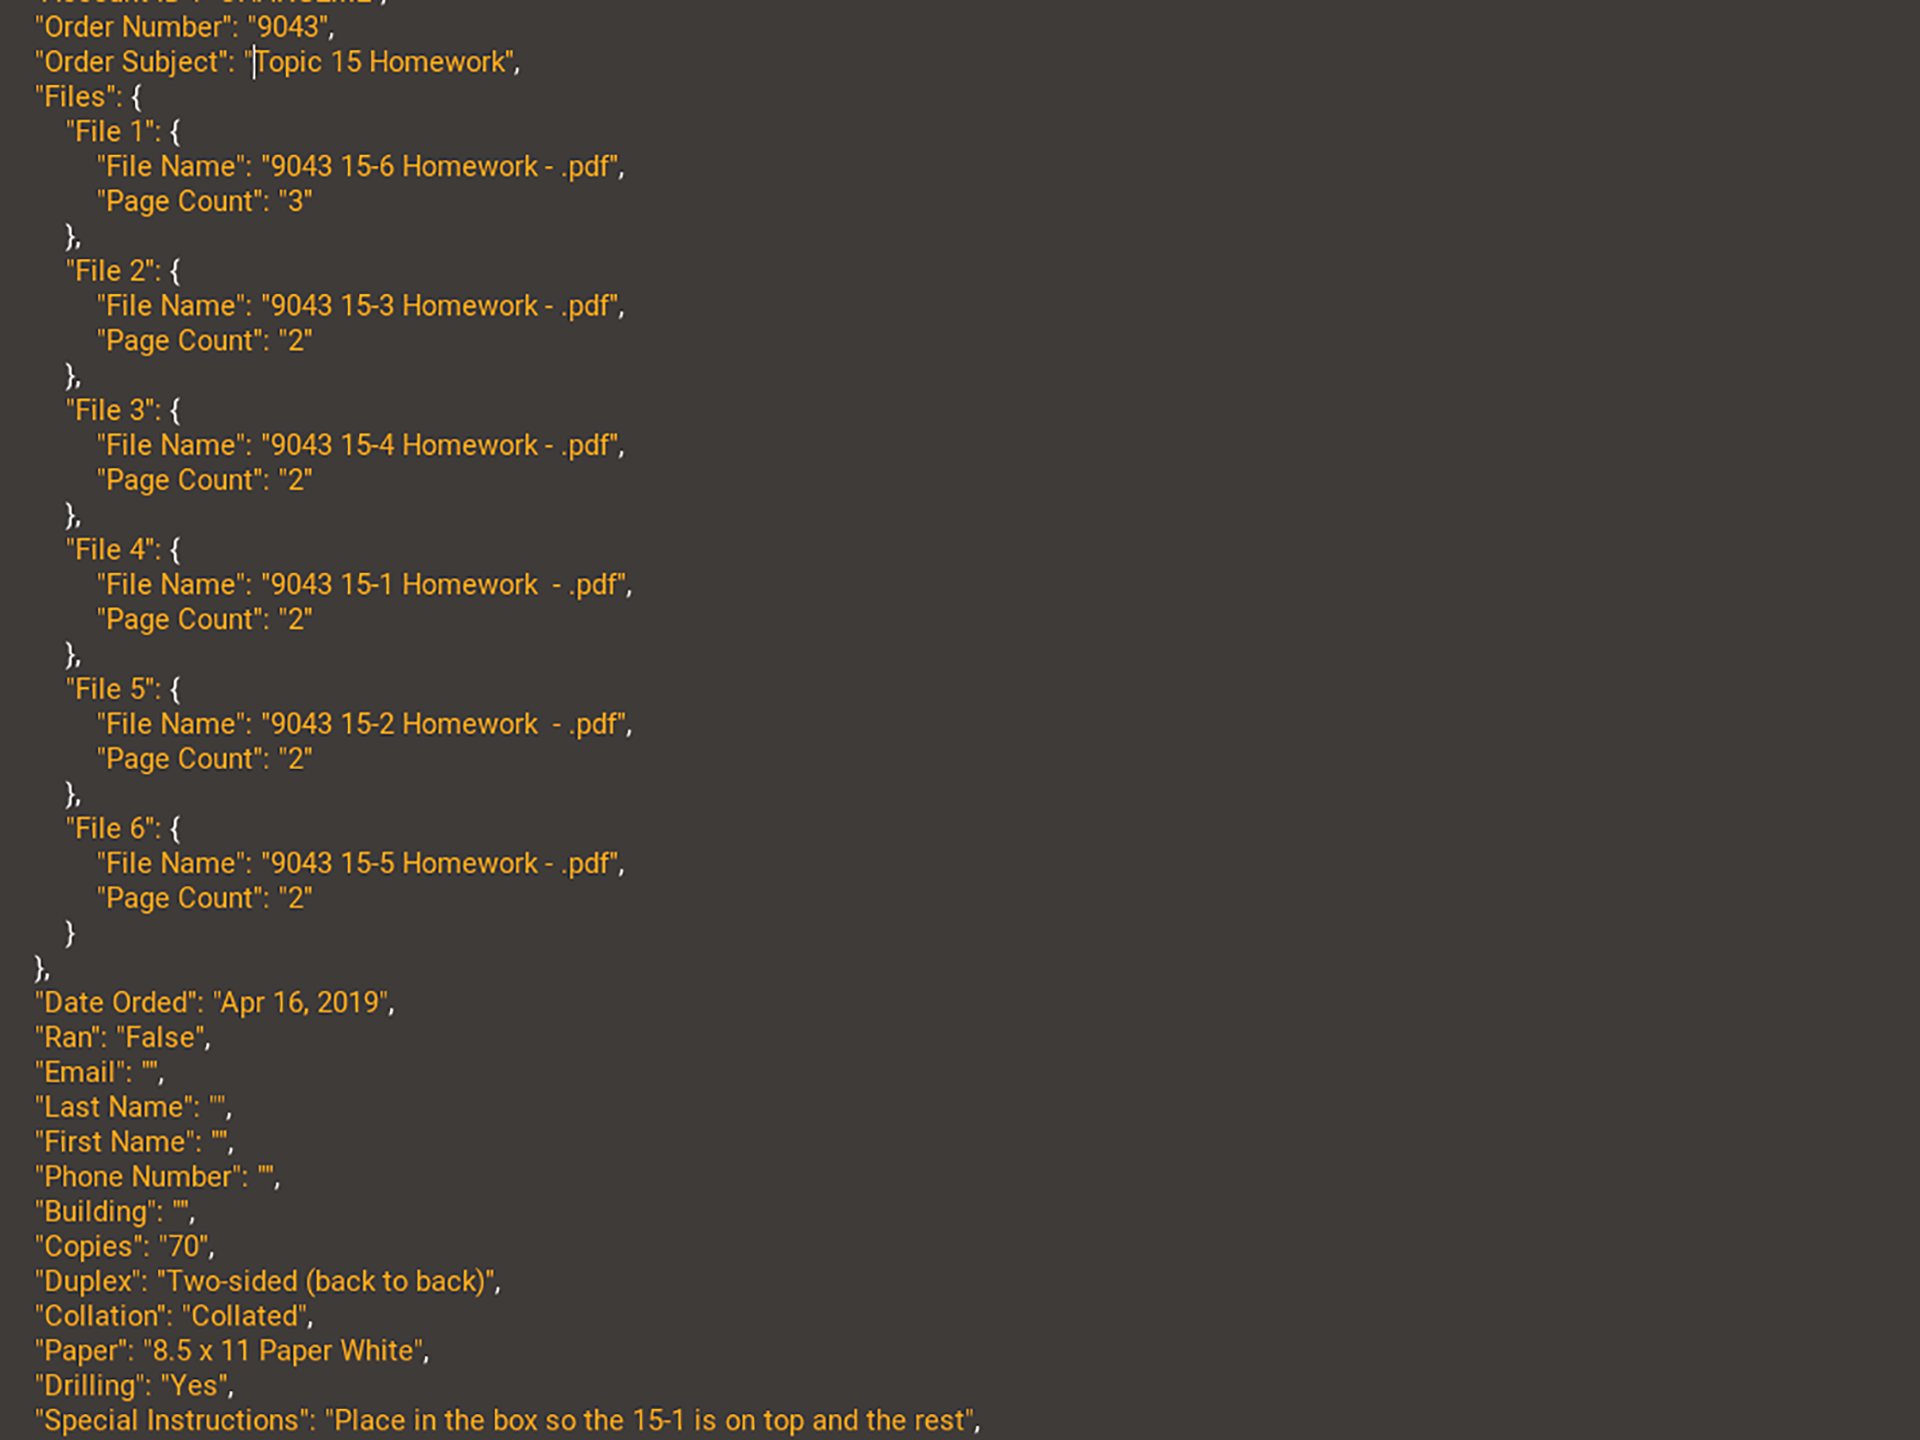 "Order Number": "9043",
"Order Subject": "Topic 15 Homework",
"Files": {
"File 1": {
"File Name": "9043 15-6 Homework - .pdf",
"Page Count": "3"
},
"File 2": {
"File Name": "9043 15-3 Homework - .pdf",
"Page Count": "2"
},
"File 3": {
"File Name": "9043 15-4 Homework - .pdf",
"Page Count": "2"
},
"File 4": {
"File Name": "9043 15-1 Homework  - .pdf",
"Page Count": "2"
},
"File 5": {
"File Name": "9043 15-2 Homework  - .pdf",
"Page Count": "2"
},
"File 6": {
"File Name": "9043 15-5 Homework - .pdf",
"Page Count": "2"
}
},
"Date Orded": "Apr 16, 2019",
"Ran": "False",
"Email": "",
"Last Name": "",
"First Name": "",
"Phone Number": "",
"Building": "",
"Copies": "70",
"Duplex": "Two-sided (back to back)",
"Collation": "Collated",
"Paper": "8.5 x 11 Paper White",
"Drilling": "Yes",
"Special Instructions": "Place in the box so the 15-1 is on top and the rest",